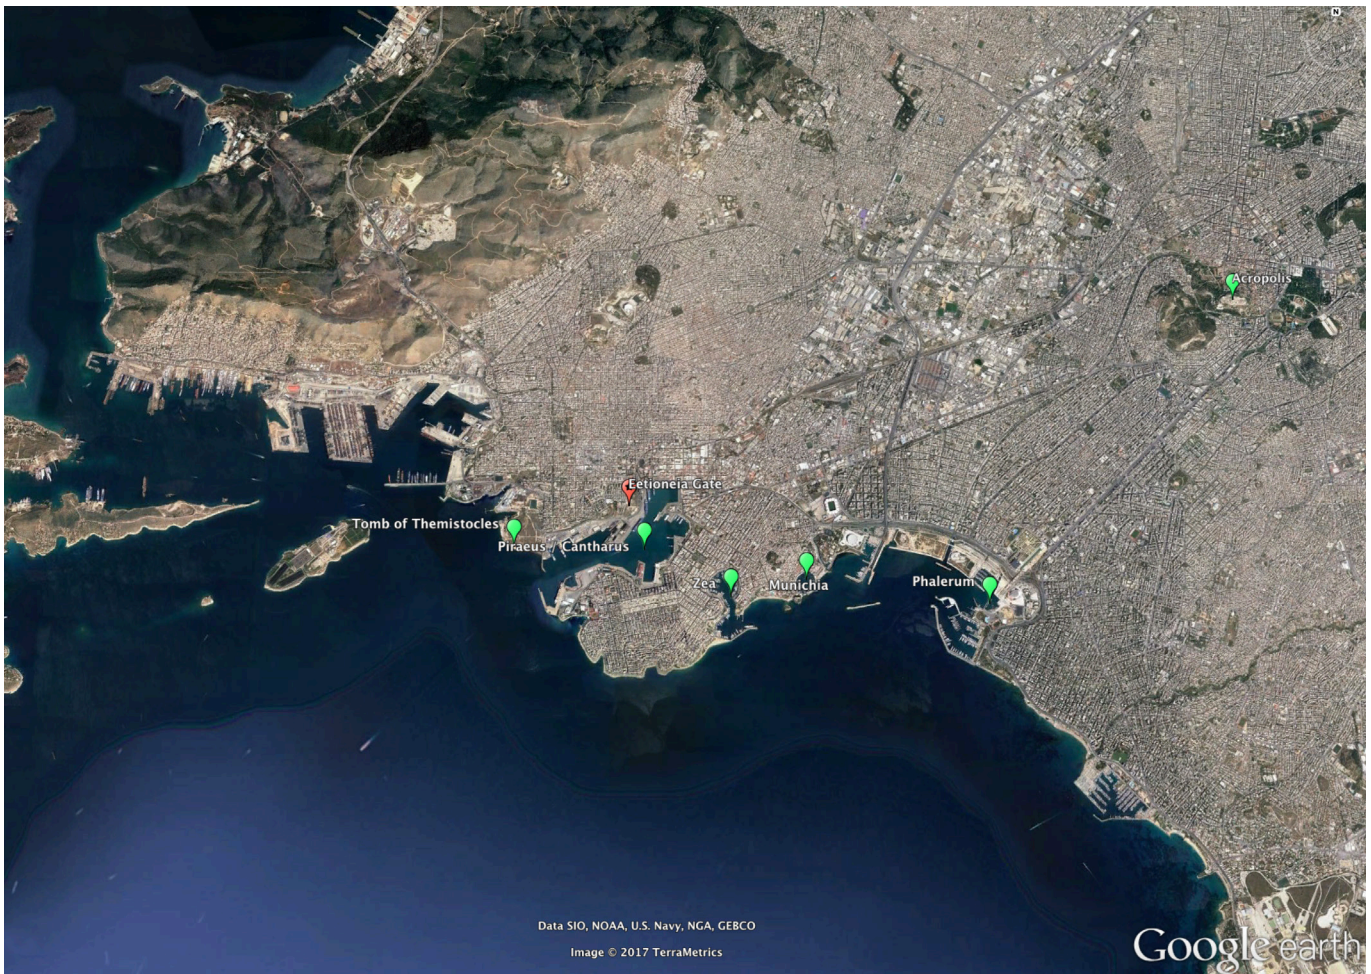 N
Acropolis
Eetioneia Gate
Tomb of Themistocles
Piraeus / Cantharus
Zea
Munichia
Phalerum
Data SIO, NOAA, U.S. Navy, NGA, GEBCO
Image © 2017 TerraMetrics
Google earth